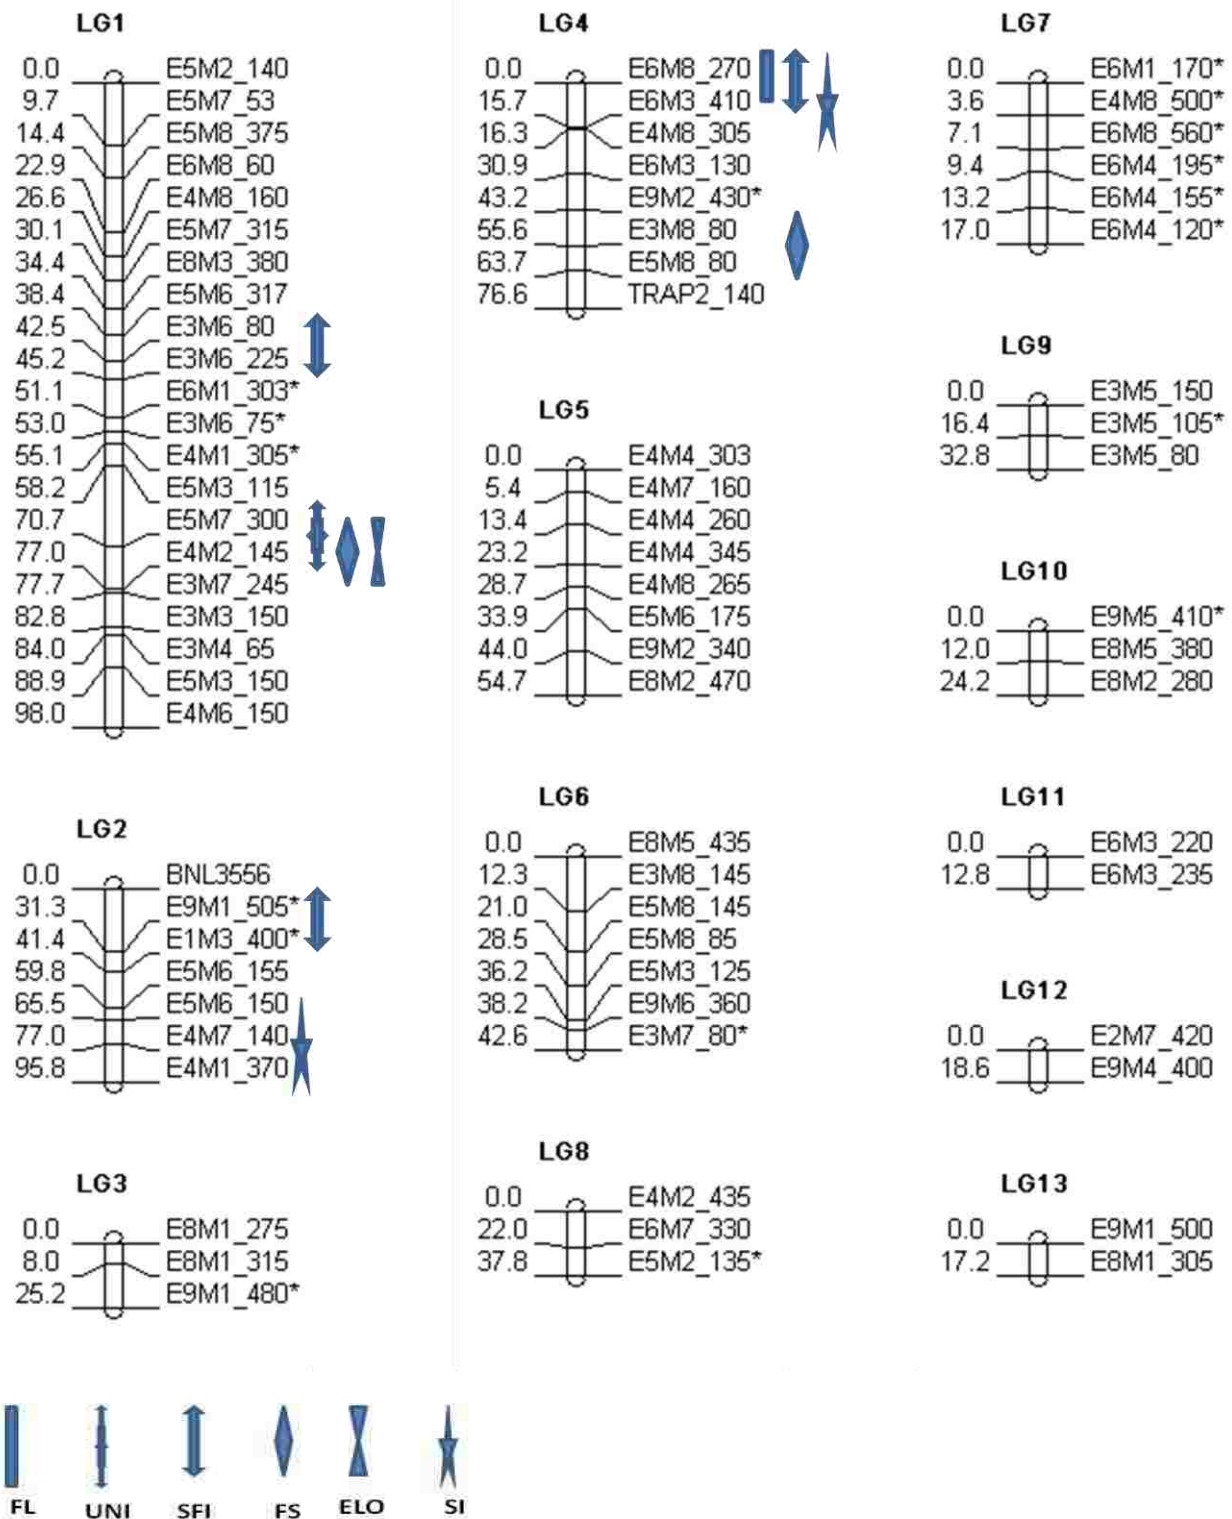 LG1
0.0 E5M2_140
9.7 E5M7_53
14.4 E5M8_375
22.9 E6M8_60
26.6 E4M8_160
30.1 E5M7_315
34.4 E8M3_380
38.4 E5M6_317
42.5 E3M6_80
45.2 E3M6_225
51.1 E6M1_303*
53.0 E3M6_75*
55.1 E4M1_305*
58.2 E5M3_115
70.7 E5M7_300
77.0 E4M2_145
77.7 E3M7_245
82.8 E3M3_150
84.0 E3M4_65
88.9 E5M3_150
98.0 E4M6_150
LG2
0.0 BNL3556
31.3 E9M1_505*
41.4 E1M3_400*
59.8 E5M6_155
65.5 E5M6_150
77.0 E4M7_140
95.8 E4M1_370
LG3
0.0 E8M1_275
8.0 E8M1_315
25.2 E9M1_480*
LG4
0.0 E6M8_270
15.7 E6M3_410
16.3 E4M8_305
30.9 E6M3_130
43.2 E9M2_430*
55.6 E3M8_80
63.7 E5M8_80
76.6 TRAP2_140
LG5
0.0 E4M4_303
5.4 E4M7_160
13.4 E4M4_260
23.2 E4M4_345
28.7 E4M8_265
33.9 E5M6_175
44.0 E9M2_340
54.7 E8M2_470
LG6
0.0 E8M5_435
12.3 E3M8_145
21.0 E5M8_145
28.5 E5M8_85
36.2 E5M3_125
38.2 E9M6_360
42.6 E3M7_80*
LG8
0.0 E4M2_435
22.0 E6M7_330
37.8 E5M2_135*
LG7
0.0 E6M1_170*
3.6 E4M8_500*
7.1 E6M8_560*
9.4 E6M4_195*
13.2 E6M4_155*
17.0 E6M4_120*
LG9
0.0 E3M5_150
16.4 E3M5_105*
32.8 E3M5_80
LG10
0.0 E9M5_410*
12.0 E8M5_380
24.2 E8M2_280
LG11
0.0 E6M3_220
12.8 E6M3_235
LG12
0.0 E2M7_420
18.6 E9M4_400
LG13
0.0 E9M1_500
17.2 E8M1_305
FL UNI SFI FS ELO SI